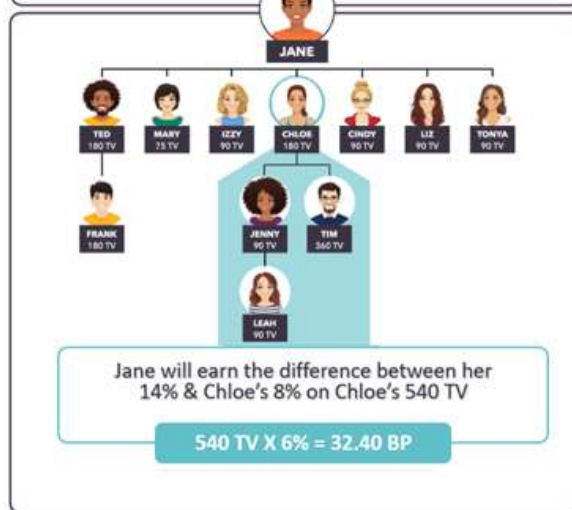 JANE
TED MARY IZZY CHLOE CINDY LIZ TONYA
180 TV 75 TV 90 TV 180 TV 90 TV 90 TV 90 TV
FRANK JENNY TIM
180 TV 90 TV 360 TV
LEAH
90 TV
Jane will earn the difference between her
14% & Chloe's 8% on Chloe's 540 TV
540 TV X 6% = 32.40 BP